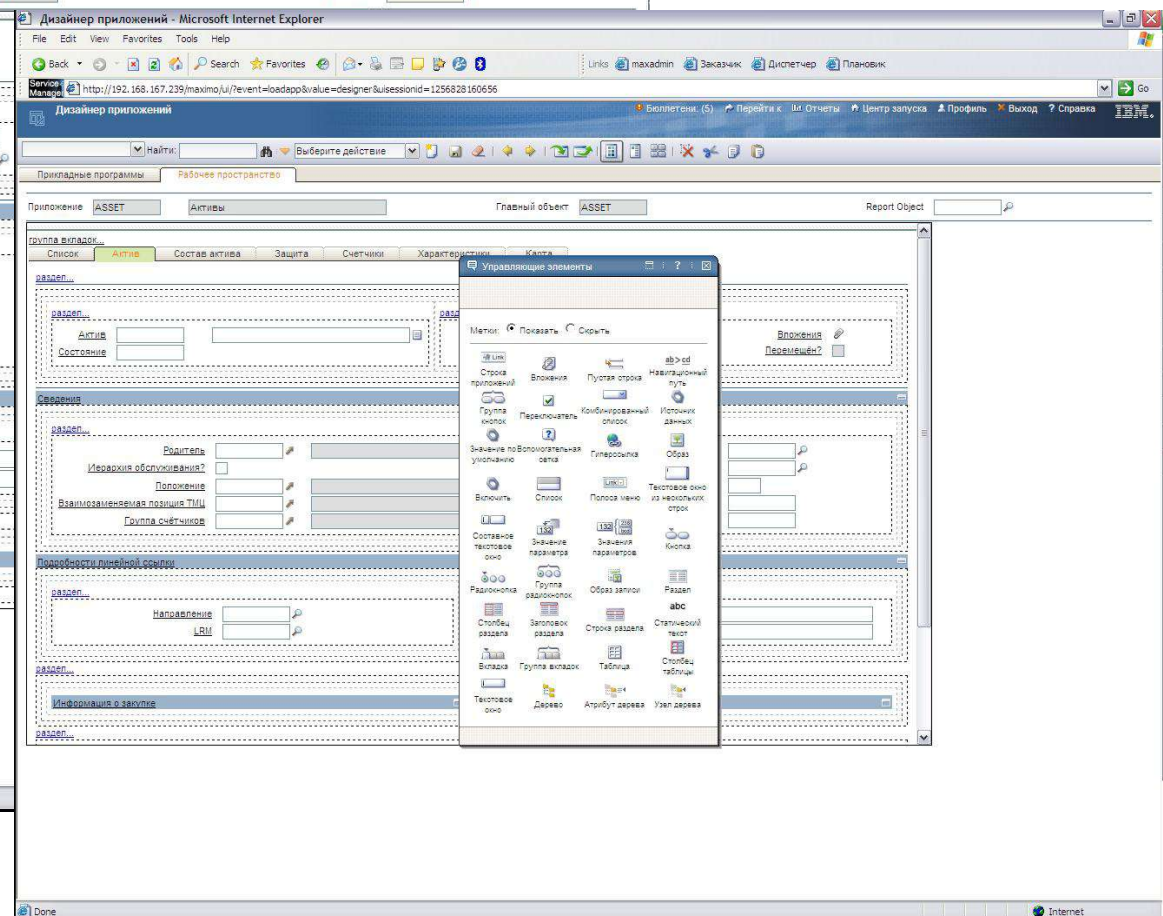 Дизайнер приложений - Microsoft Internet Explorer
File Edit View Favorites Tools Help
Back Search Favorites Links maxadmin Заказчик Диспетчер Плановик
Service Manager http://192.168.167.239/maximo/ui/?event=loadapp&value=designer&uisessionid=1256828160656 Go
Дизайнер приложений Бюллетени: (5) Перейти к Отчеты Центр запуска Профиль Выход ? Справка IBM.
Найти: Выберите действие
Прикладные программы Рабочее пространство
Приложение ASSET Активы Главный объект ASSET Report Object
группа вкладок...
Список Актив Состав актива Защита Счетчики Характеристики Карта
раздел...
раздел...
Актив
Состояние
Вложения
Перемещён?
Сведения
раздел...
Родитель
Иерархия обслуживания?
Положение
Взаимозаменяемая позиция ТМЦ
Группа счётчиков
Подробности линейной ссылки
раздел...
Направление
LRM
раздел...
Информация о закупке
раздел...
Управляющие элементы ?
Метки: Показать Скрыть
Link ab>cd
Строка приложений Вложения Пустая строка Навигационный путь
Группа кнопок Переключатель Комбинированный список Источник данных
Значение по умолчанию Вспомогательная сетка Гиперссылка Образ
Link
Включить Список Полоса меню Текстовое окно из нескольких строк
Составное текстовое окно Значение параметра Значения параметров Кнопка
Радиокнопка Группа радиокнопок Образ записи Раздел
abc
Столбец раздела Заголовок раздела Строка раздела Статический текст
Вкладка Группа вкладок Таблица Столбец таблицы
Текстовое окно Дерево Атрибут дерева Узел дерева
Done Internet